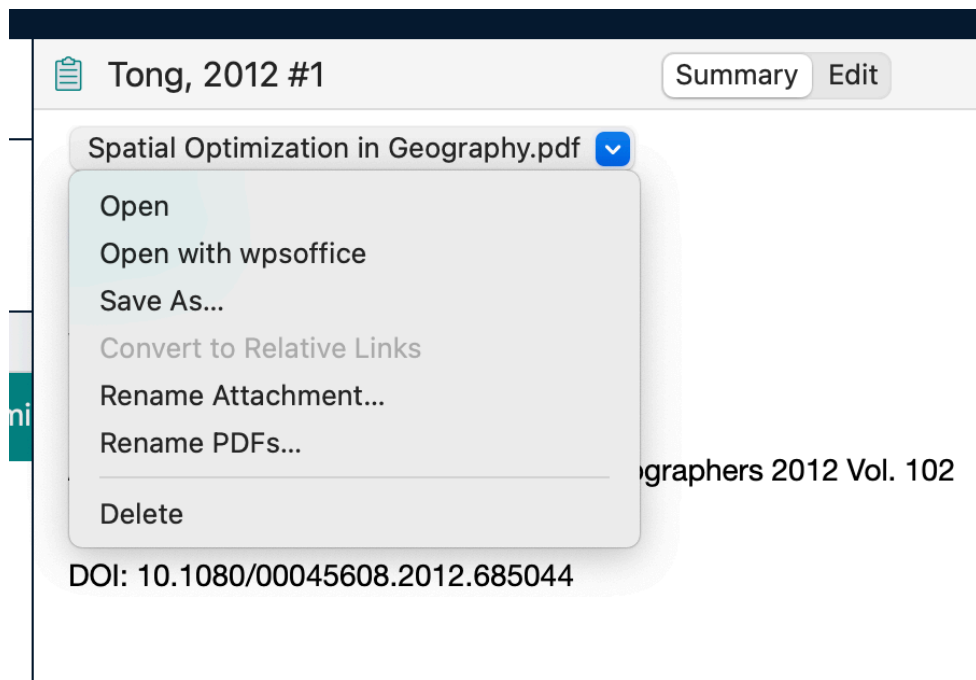 Tong, 2012 #1
Summary Edit
Spatial Optimization in Geography.pdf
Open
Open with wpsoffice
Save As...
Convert to Relative Links
Rename Attachment...
Rename PDFs...
2012 Vol. 102
Delete
DOI: 10.1080/00045608.2012.685044